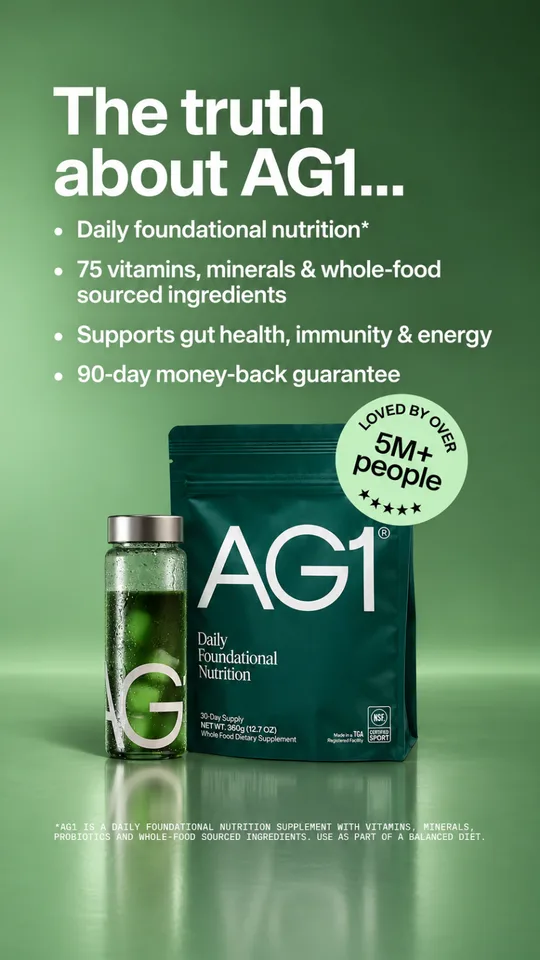 The truth
about AG1...
• Daily foundational nutrition*
• 75 vitamins, minerals & whole-food
sourced ingredients
• Supports gut health, immunity & energy
• 90-day money-back guarantee
LOVED BY OVER
5M+
people
★★★★★
AG1®
Daily
Foundational
Nutrition
30-Day Supply
NET WT. 360g (12.7 OZ)
Whole Food Dietary Supplement
Made in a TGA
Registered Facility
NSF
CERTIFIED
SPORT
AG
*AG1 IS A DAILY FOUNDATIONAL NUTRITION SUPPLEMENT WITH VITAMINS, MINERALS,
PROBIOTICS AND WHOLE-FOOD SOURCED INGREDIENTS. USE AS PART OF A BALANCED DIET.